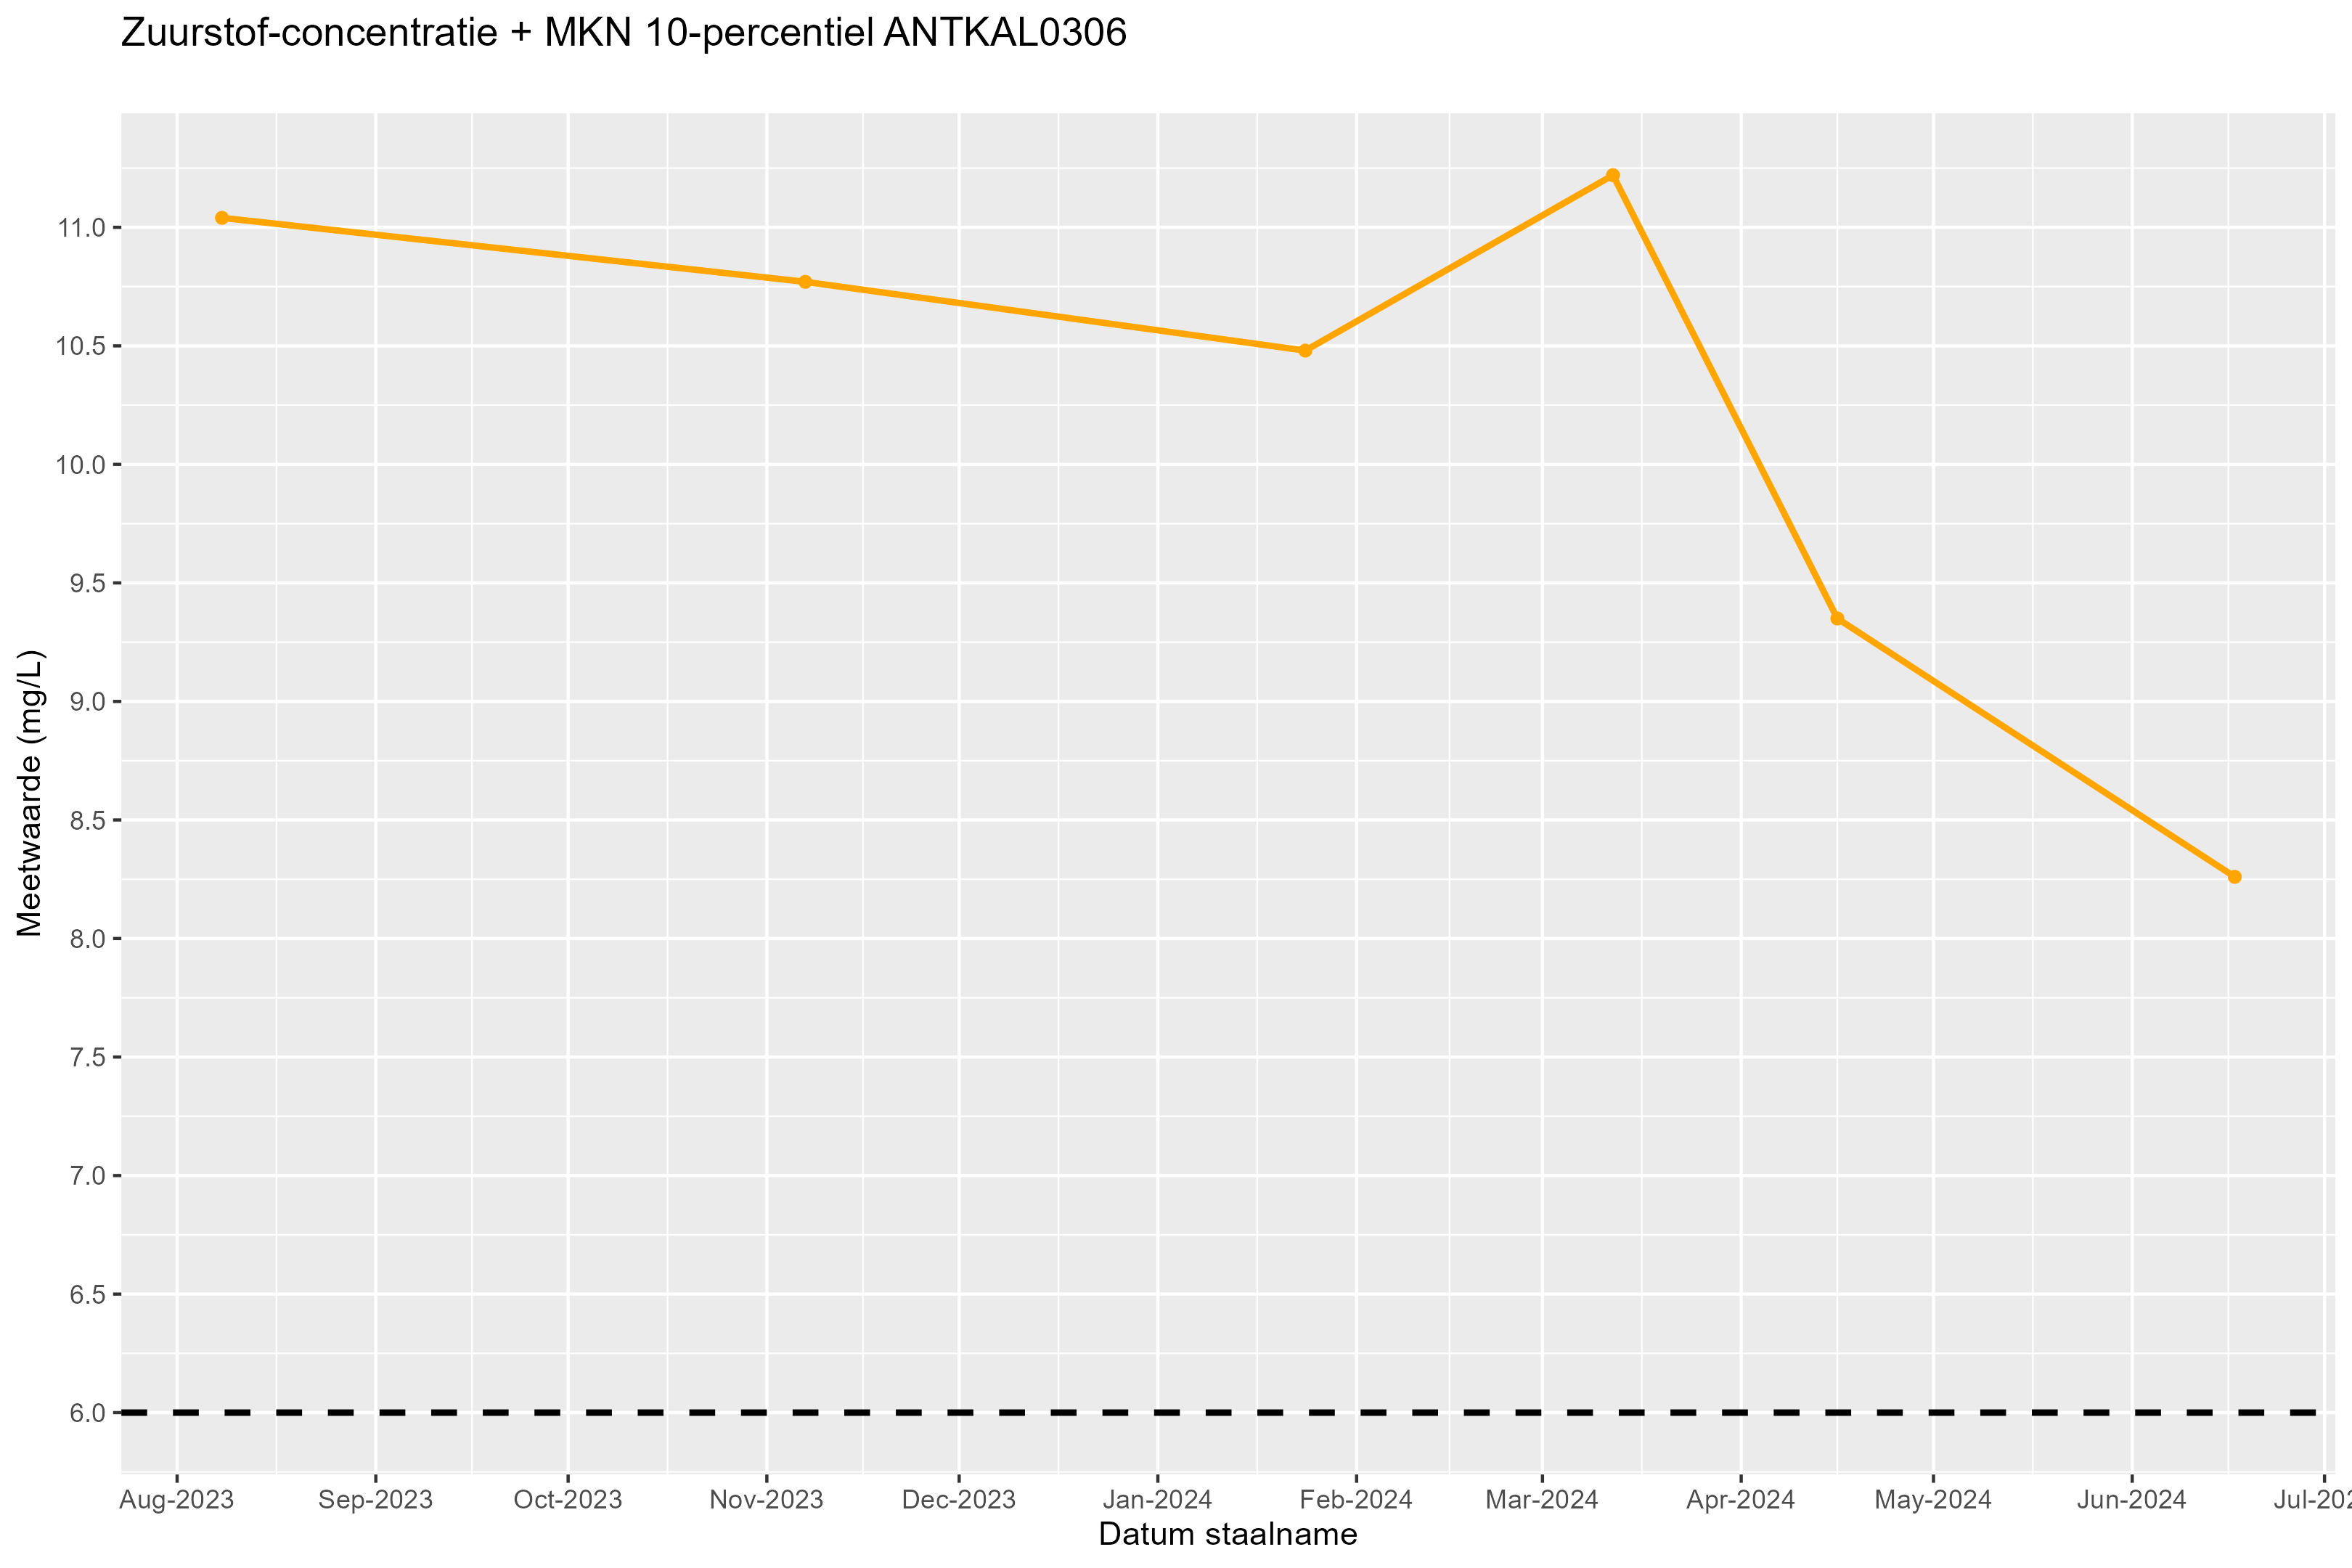 Zuurstof-concentratie + MKN 10-percentiel ANTKAL0306
Meetwaarde (mg/L)
11.0
10.5
10.0
9.5
9.0
8.5
8.0
7.5
7.0
6.5
6.0
Aug-2023 Sep-2023 Oct-2023 Nov-2023 Dec-2023 Jan-2024 Feb-2024 Mar-2024 Apr-2024 May-2024 Jun-2024 Jul-202
Datum staalname